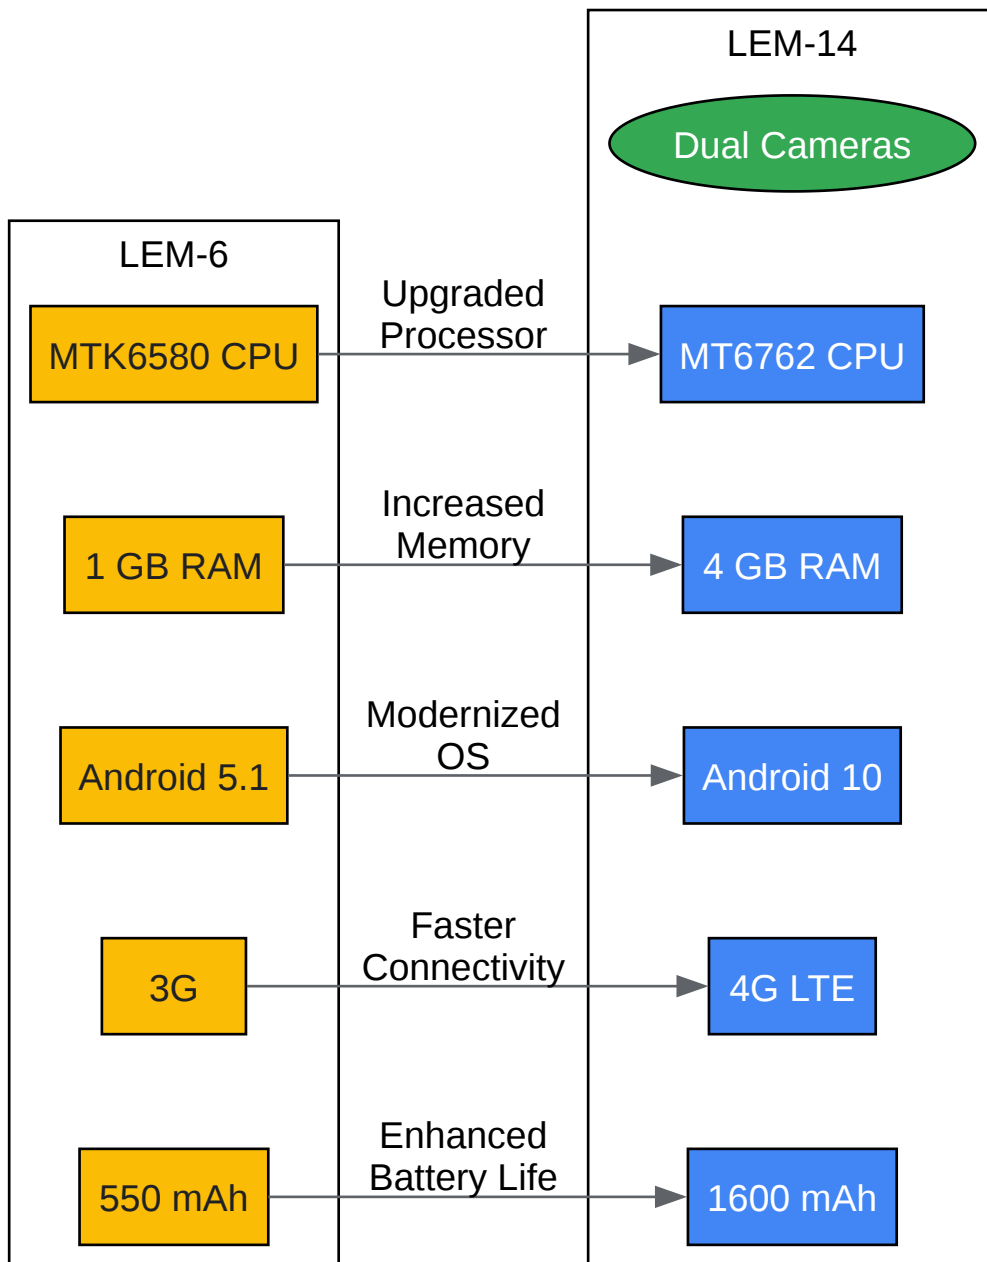 LEM-14
Dual Cameras
LEM-6
MTK6580 CPU
Upgraded
Processor
MT6762 CPU
1 GB RAM
Increased
Memory
4 GB RAM
Android 5.1
Modernized
OS
Android 10
3G
Faster
Connectivity
4G LTE
550 mAh
Enhanced
Battery Life
1600 mAh